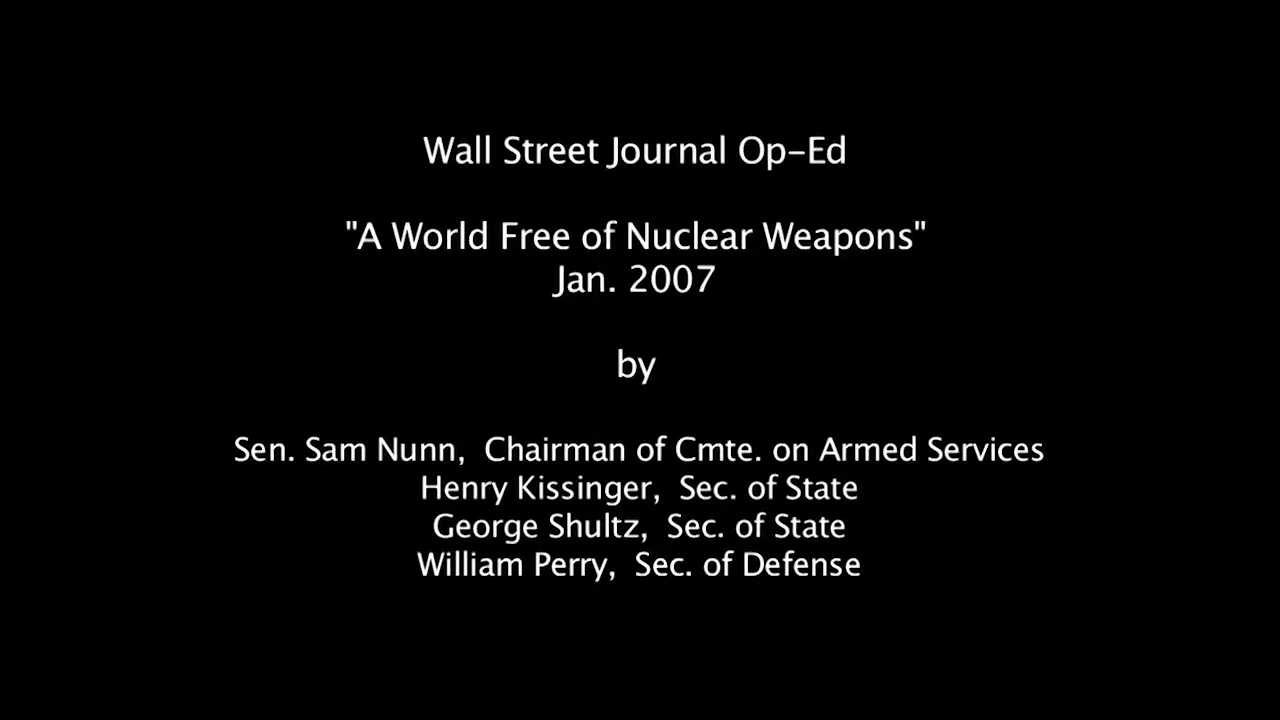 Wall Street Journal Op-Ed
"A World Free of Nuclear Weapons"
Jan. 2007
by
Sen. Sam Nunn,  Chairman of Cmte. on Armed Services
Henry Kissinger,  Sec. of State
George Shultz,  Sec. of State
William Perry,  Sec. of Defense